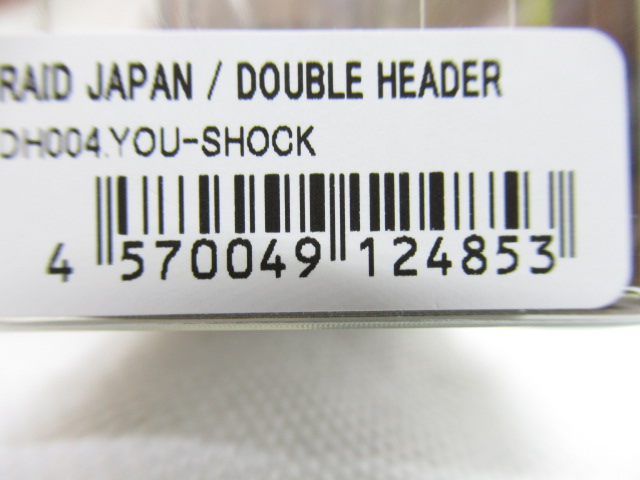 RAID JAPAN / DOUBLE HEADER
DH004.YOU-SHOCK
4 570049 124853